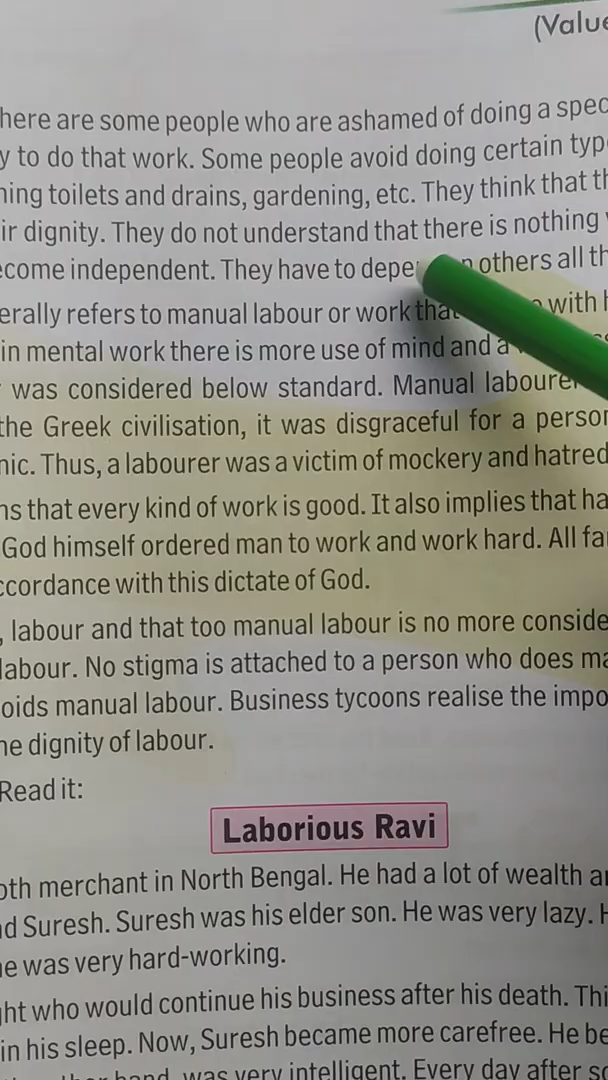 (Value
here are some people who are ashamed of doing a spec
y to do that work. Some people avoid doing certain typ
ning toilets and drains, gardening, etc. They think that th
ir dignity. They do not understand that there is nothing
ecome independent. They have to depe others all th
erally refers to manual labour or work tha with h
in mental work there is more use of mind and a
was considered below standard. Manual laboure
the Greek civilisation, it was disgraceful for a person
nic. Thus, a labourer was a victim of mockery and hatred
ns that every kind of work is good. It also implies that ha
God himself ordered man to work and work hard. All fa
ccordance with this dictate of God.
, labour and that too manual labour is no more conside
labour. No stigma is attached to a person who does ma
oids manual labour. Business tycoons realise the impo
he dignity of labour.
Read it:
Laborious Ravi
oth merchant in North Bengal. He had a lot of wealth a
nd Suresh. Suresh was his elder son. He was very lazy. H
he was very hard-working.
ght who would continue his business after his death. Thi
in his sleep. Now, Suresh became more carefree. He be
hand, was very intelligent. Every day after sc